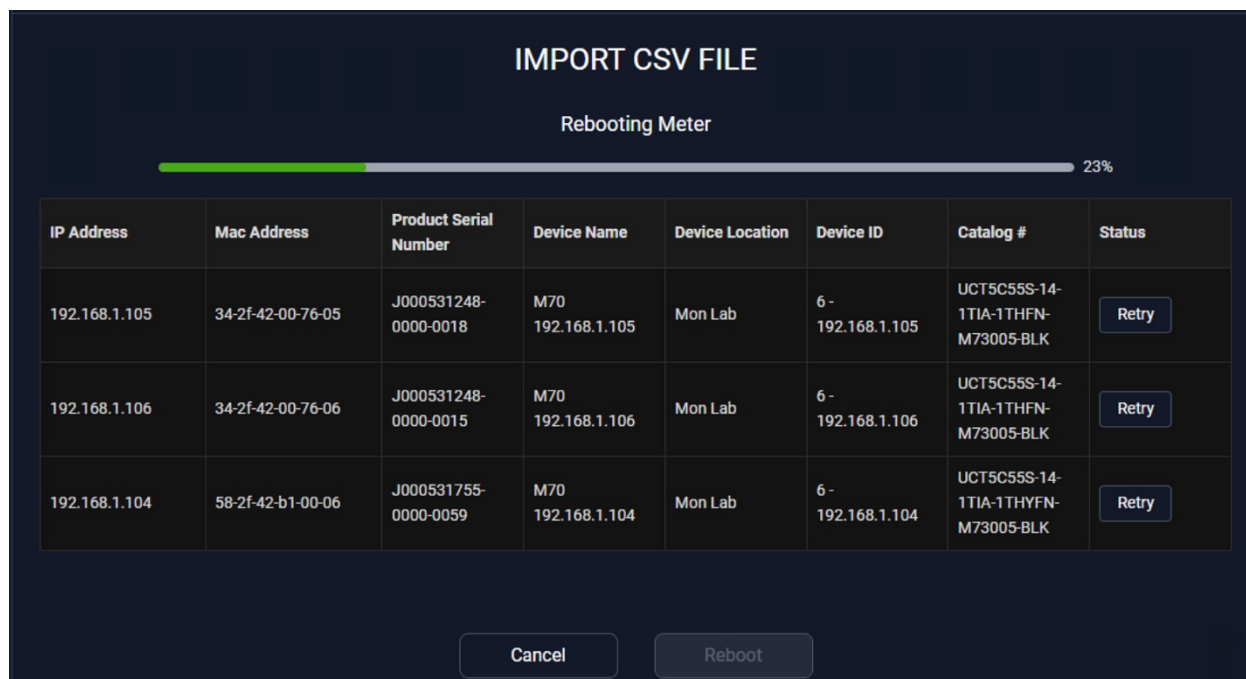 IMPORT CSV FILE
Rebooting Meter
23%
IP Address Mac Address Product Serial Number Device Name Device Location Device ID Catalog # Status
192.168.1.105 34-2f-42-00-76-05 J000531248-0000-0018 M70 192.168.1.105 Mon Lab 6 - 192.168.1.105 UCT5C55S-14-1TIA-1THFN-M73005-BLK Retry
192.168.1.106 34-2f-42-00-76-06 J000531248-0000-0015 M70 192.168.1.106 Mon Lab 6 - 192.168.1.106 UCT5C55S-14-1TIA-1THFN-M73005-BLK Retry
192.168.1.104 58-2f-42-b1-00-06 J000531755-0000-0059 M70 192.168.1.104 Mon Lab 6 - 192.168.1.104 UCT5C55S-14-1TIA-1THYFN-M73005-BLK Retry
Cancel Reboot